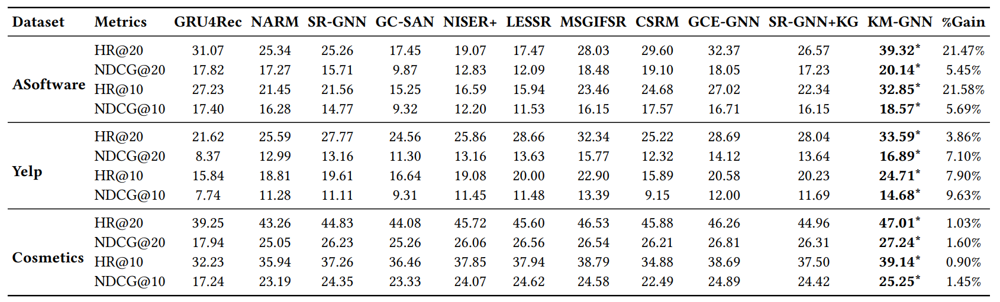 Dataset Metrics GRU4Rec NARM SR-GNN GC-SAN NISER+ LESSR MSGIFSR CSRM GCE-GNN SR-GNN+KG KM-GNN %Gain
HR@20 31.07 25.34 25.26 17.45 19.07 17.47 28.03 29.60 32.37 26.57 39.32* 21.47%
NDCG@20 17.82 17.27 15.71 9.87 12.83 12.09 18.48 19.10 18.05 17.23 20.14* 5.45%
ASoftware
HR@10 27.23 21.45 21.56 15.25 16.59 15.94 23.46 24.68 27.02 22.34 32.85* 21.58%
NDCG@10 17.40 16.28 14.77 9.32 12.20 11.53 16.15 17.57 16.71 16.15 18.57* 5.69%
HR@20 21.62 25.59 27.77 24.56 25.86 28.66 32.34 25.22 28.69 28.04 33.59* 3.86%
NDCG@20 8.37 12.99 13.16 11.30 13.16 13.63 15.77 12.32 14.12 13.64 16.89* 7.10%
Yelp
HR@10 15.84 18.81 19.61 16.64 19.08 20.00 22.90 15.89 20.58 20.23 24.71* 7.90%
NDCG@10 7.74 11.28 11.11 9.31 11.45 11.48 13.39 9.15 12.00 11.69 14.68* 9.63%
HR@20 39.25 43.26 44.83 44.08 45.72 45.60 46.53 45.88 46.26 44.96 47.01* 1.03%
NDCG@20 17.94 25.05 26.23 25.26 26.06 26.56 26.54 26.21 26.81 26.31 27.24* 1.60%
Cosmetics
HR@10 32.23 35.94 37.26 36.46 37.85 37.94 38.79 34.88 38.69 37.50 39.14* 0.90%
NDCG@10 17.24 23.19 24.35 23.33 24.07 24.62 24.58 22.49 24.89 24.42 25.25* 1.45%